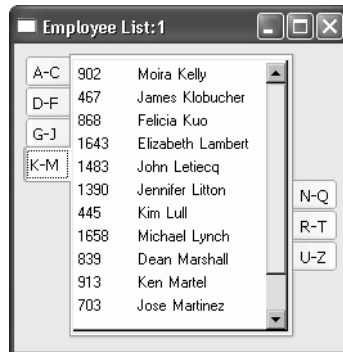 Employee List:1
A-C
D-F
G-J
K-M
902 Moira Kelly
467 James Klobucher
868 Felicia Kuo
1643 Elizabeth Lambert
1483 John Letiecq
1390 Jennifer Litton
445 Kim Lull
1658 Michael Lynch
839 Dean Marshall
913 Ken Martel
703 Jose Martinez
N-Q
R-T
U-Z